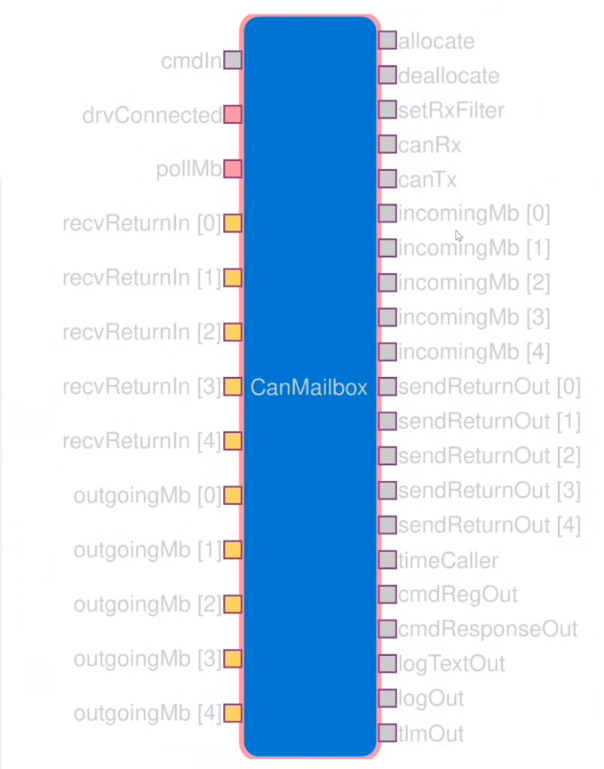 cmdIn
drvConnected
pollMb
recvReturnIn [0]
recvReturnIn [1]
recvReturnIn [2]
recvReturnIn [3]
recvReturnIn [4]
outgoingMb [0]
outgoingMb [1]
outgoingMb [2]
outgoingMb [3]
outgoingMb [4]
CanMailbox
allocate
deallocate
setRxFilter
canRx
canTx
incomingMb [0]
incomingMb [1]
incomingMb [2]
incomingMb [3]
incomingMb [4]
sendReturnOut [0]
sendReturnOut [1]
sendReturnOut [2]
sendReturnOut [3]
sendReturnOut [4]
timeCaller
cmdRegOut
cmdResponseOut
logTextOut
logOut
tlmOut